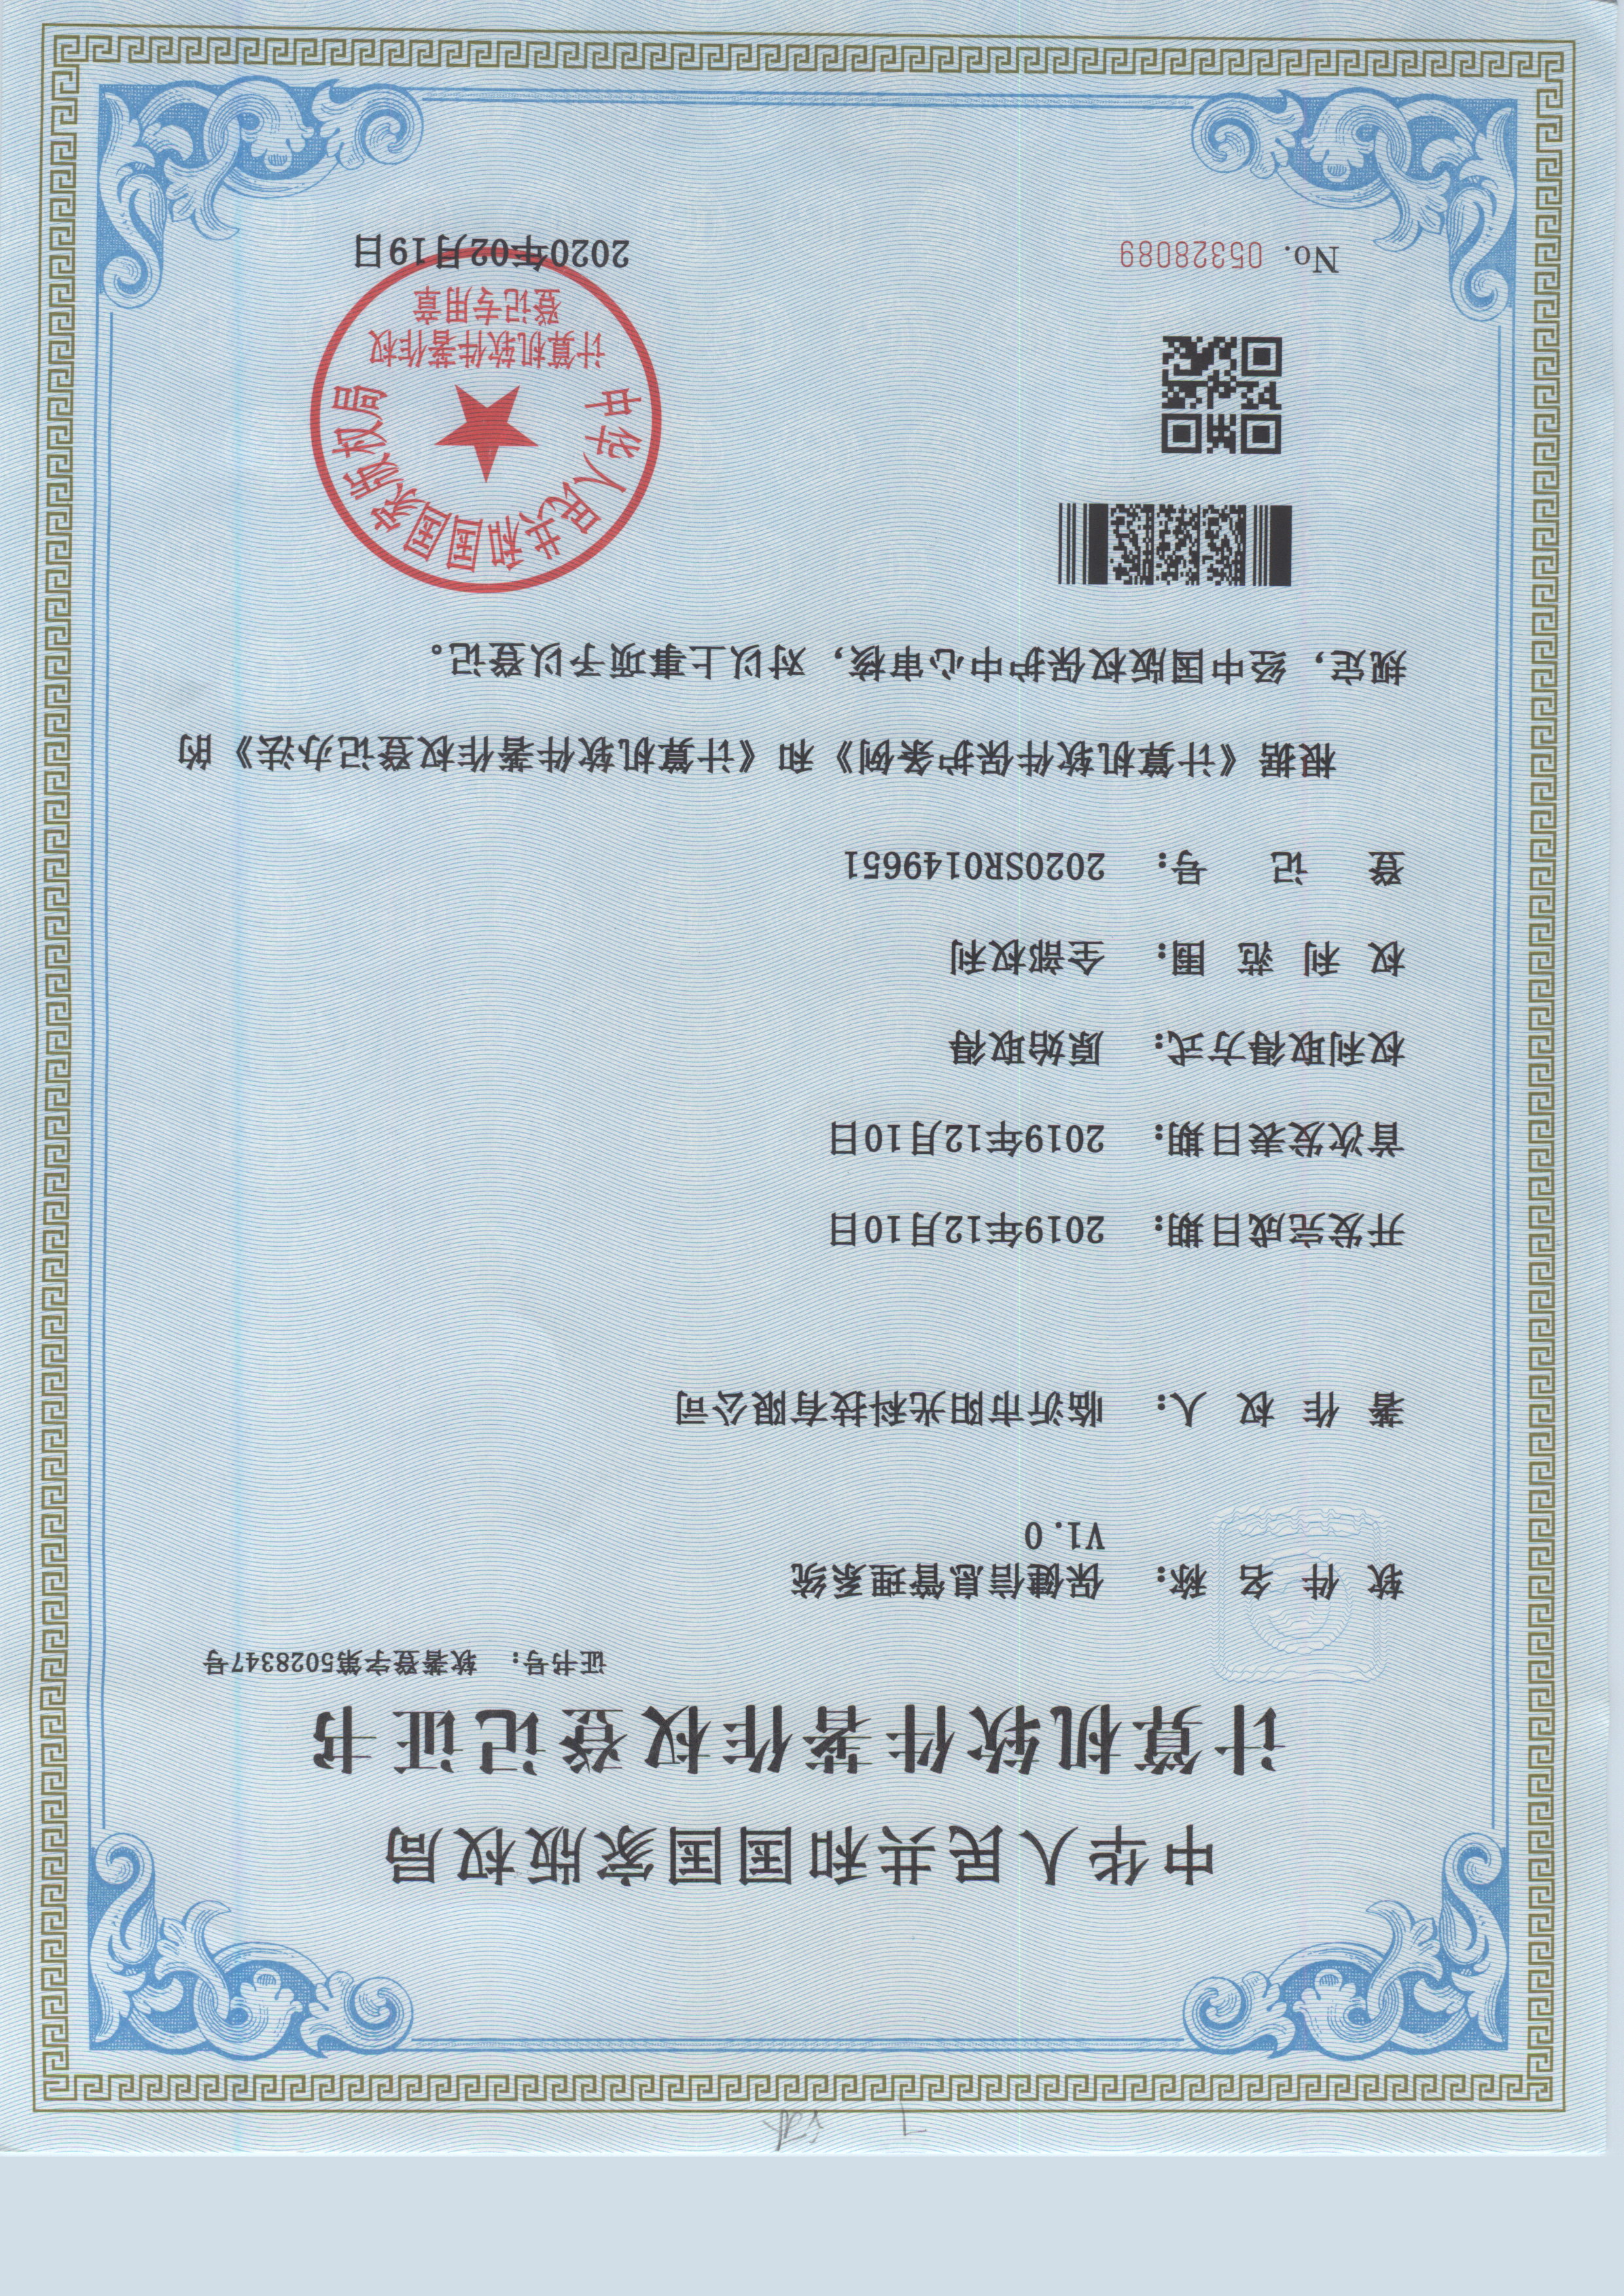 中华人民共和国国家版权局
计算机软件著作权登记证书
证书号： 软著登字第5028347号
软件名称： 保健信息管理系统
V1.0
著作权人： 临沂市阳光科技有限公司
开发完成日期： 2019年12月10日
首次发表日期： 2019年12月10日
权利取得方式： 原始取得
权利范围： 全部权利
登记号： 2020SR0149651
根据《计算机软件保护条例》和《计算机软件著作权登记办法》的
规定，经中国版权保护中心审核，对以上事项予以登记。
中华人民共和国国家版权局
计算机软件著作权
登记专用章
No. 05328089
2020年02月19日